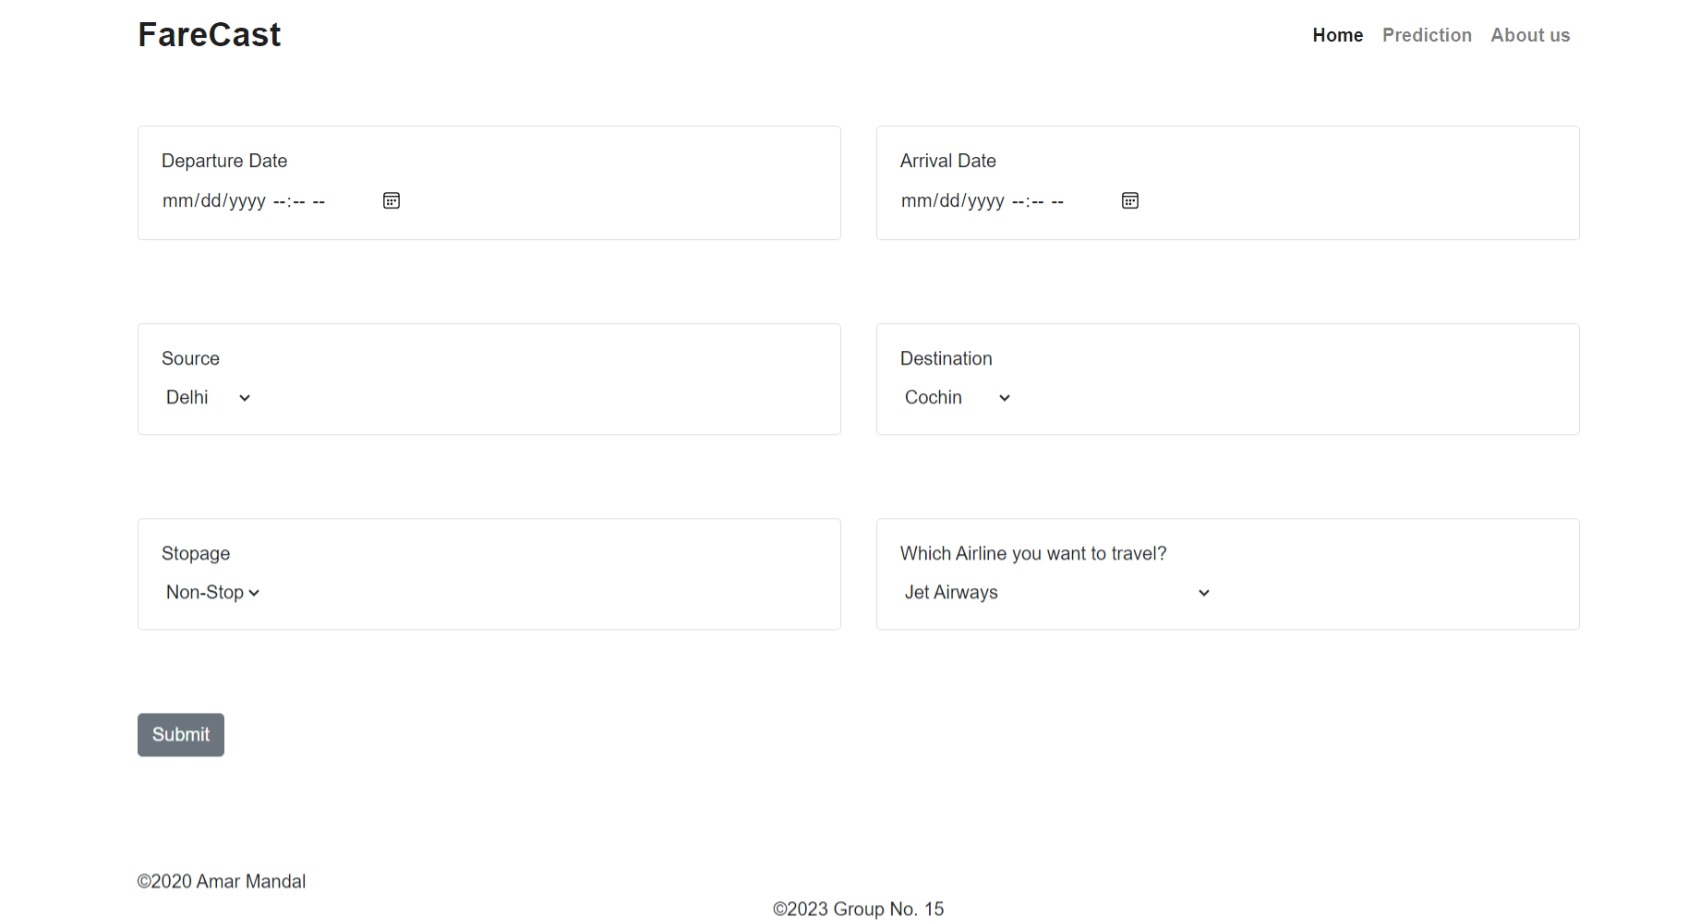 FareCast
Home Prediction About us
Departure Date
mm/dd/yyyy --:-- --
Arrival Date
mm/dd/yyyy --:-- --
Source
Delhi
Destination
Cochin
Stopage
Non-Stop
Which Airline you want to travel?
Jet Airways
Submit
©2020 Amar Mandal
©2023 Group No. 15